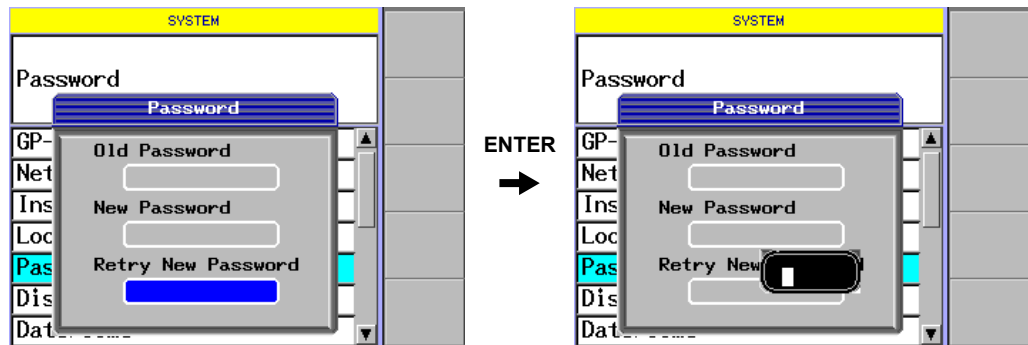 SYSTEM
Password
Password
GP-
Old Password
Net
Ins
New Password
Loc
Pas
Retry New Password
Dis
Dat
ENTER
SYSTEM
Password
Password
GP-
Old Password
Net
Ins
New Password
Loc
Pas
Retry New
Dis
Dat